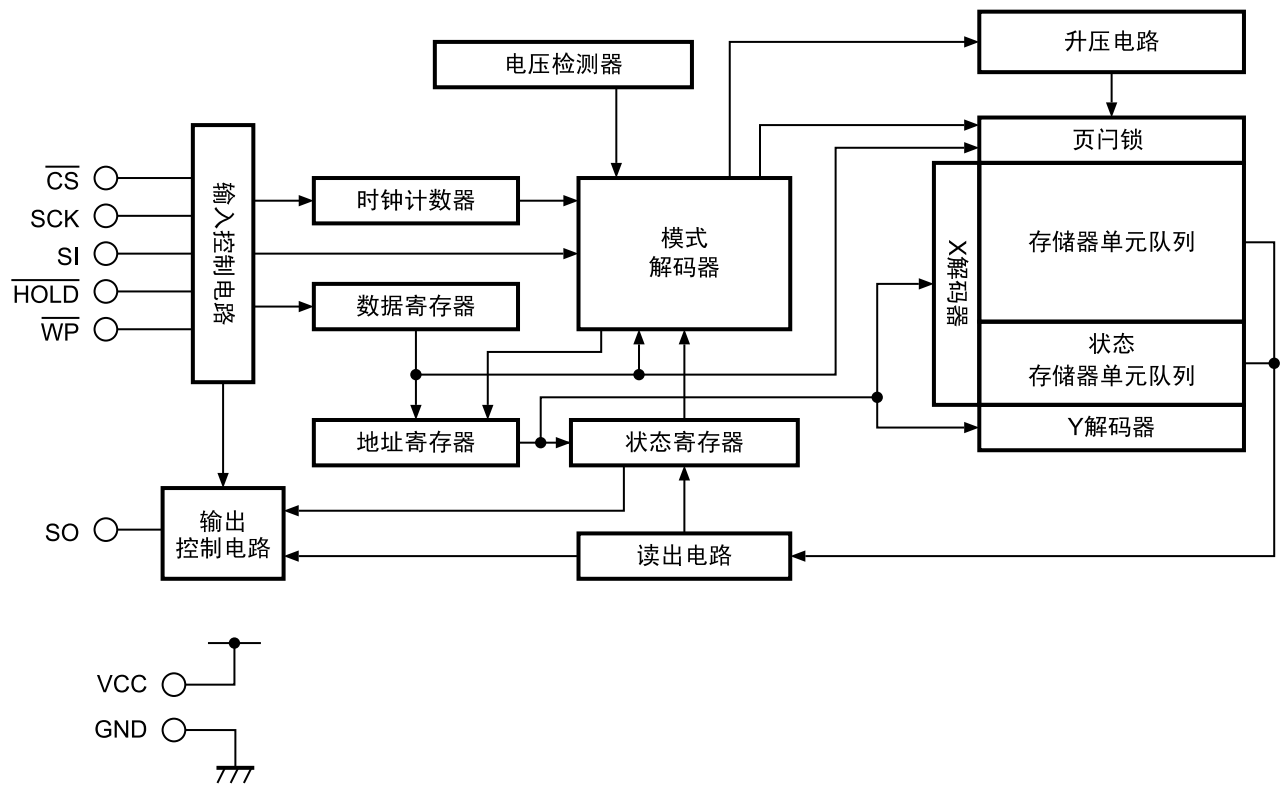 电压检测器
升压电路
页闩锁
C̅S̅
SCK
SI
H̅O̅L̅D̅
W̅P̅
输入控制电路
时钟计数器
数据寄存器
模式
解码器
X解码器
存储器单元队列
状态
存储器单元队列
Y解码器
地址寄存器
状态寄存器
SO
输出
控制电路
读出电路
VCC
GND